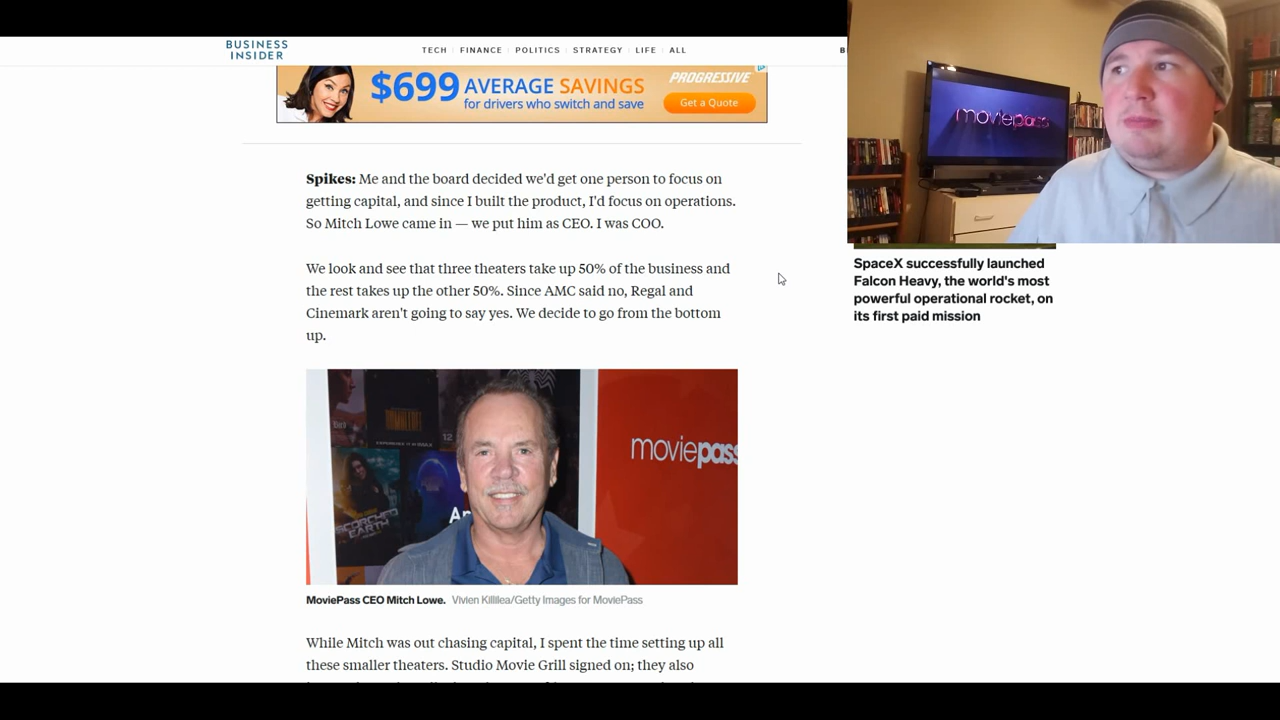 BUSINESS
INSIDER
TECH FINANCE POLITICS STRATEGY LIFE ALL
$699 AVERAGE SAVINGS
for drivers who switch and save
PROGRESSIVE
Get a Quote
moviepass
Spikes: Me and the board decided we'd get one person to focus on
getting capital, and since I built the product, I'd focus on operations.
So Mitch Lowe came in — we put him as CEO. I was COO.
We look and see that three theaters take up 50% of the business and
the rest takes up the other 50%. Since AMC said no, Regal and
Cinemark aren't going to say yes. We decide to go from the bottom
up.
SpaceX successfully launched
Falcon Heavy, the world's most
powerful operational rocket, on
its first paid mission
12
SCORCHED
EARTH
An
moviepass
MoviePass CEO Mitch Lowe. Vivien Killilea/Getty Images for MoviePass
While Mitch was out chasing capital, I spent the time setting up all
these smaller theaters. Studio Movie Grill signed on; they also